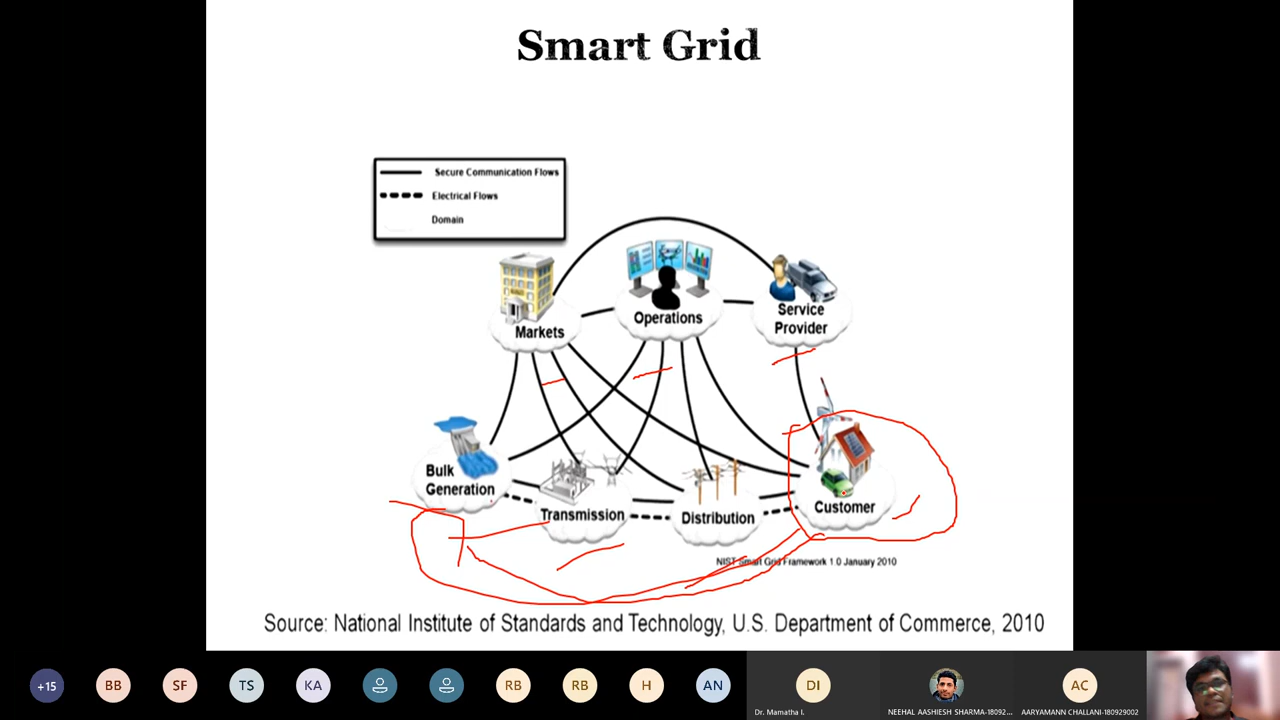 Smart Grid
Secure Communication Flows
Electrical Flows
Domain
Markets
Operations
Service
Provider
Bulk
Generation
Transmission
Distribution
Customer
NIST Smart Grid Framework 1.0 January 2010
Source: National Institute of Standards and Technology, U.S. Department of Commerce, 2010
+15
BB
SF
TS
KA
RB
RB
H
AN
DI
AC
Dr. Mamatha I.
NEEHAL AASHIESH SHARMA-18092...
AARYAMANN CHALLANI-180929002